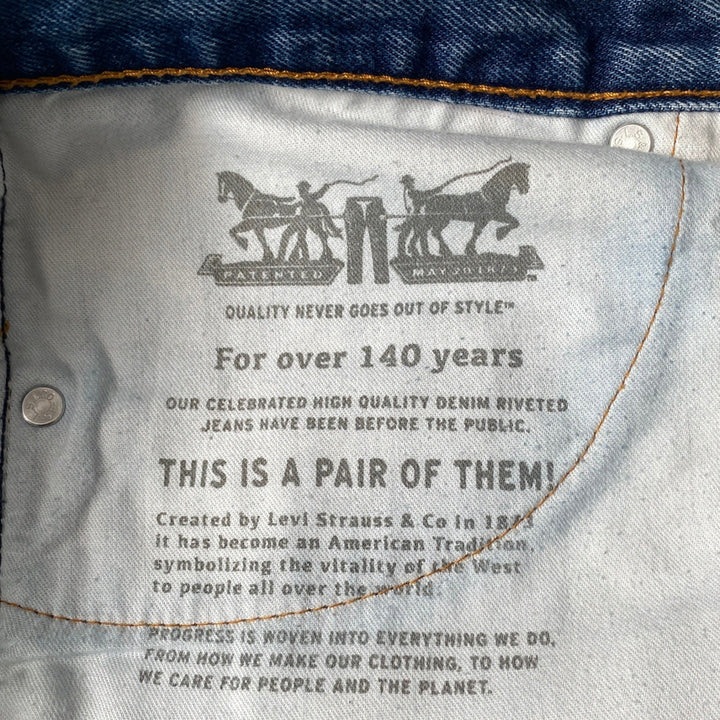 PATENTED MAY 20 1873
QUALITY NEVER GOES OUT OF STYLE™
For over 140 years
OUR CELEBRATED HIGH QUALITY DENIM RIVETED
JEANS HAVE BEEN BEFORE THE PUBLIC.
THIS IS A PAIR OF THEM!
Created by Levi Strauss & Co in 1873
it has become an American Tradition,
symbolizing the vitality of the West
to people all over the world.
PROGRESS IS WOVEN INTO EVERYTHING WE DO,
FROM HOW WE MAKE OUR CLOTHING, TO HOW
WE CARE FOR PEOPLE AND THE PLANET.